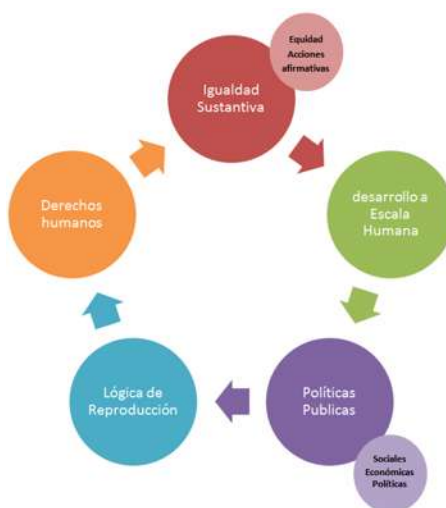 Equidad
Acciones
afirmativas
Igualdad
Sustantiva
desarrollo a
Escala
Humana
Políticas
Publicas
Sociales
Económicas
Políticas
Lógica de
Reproducción
Derechos
humanos